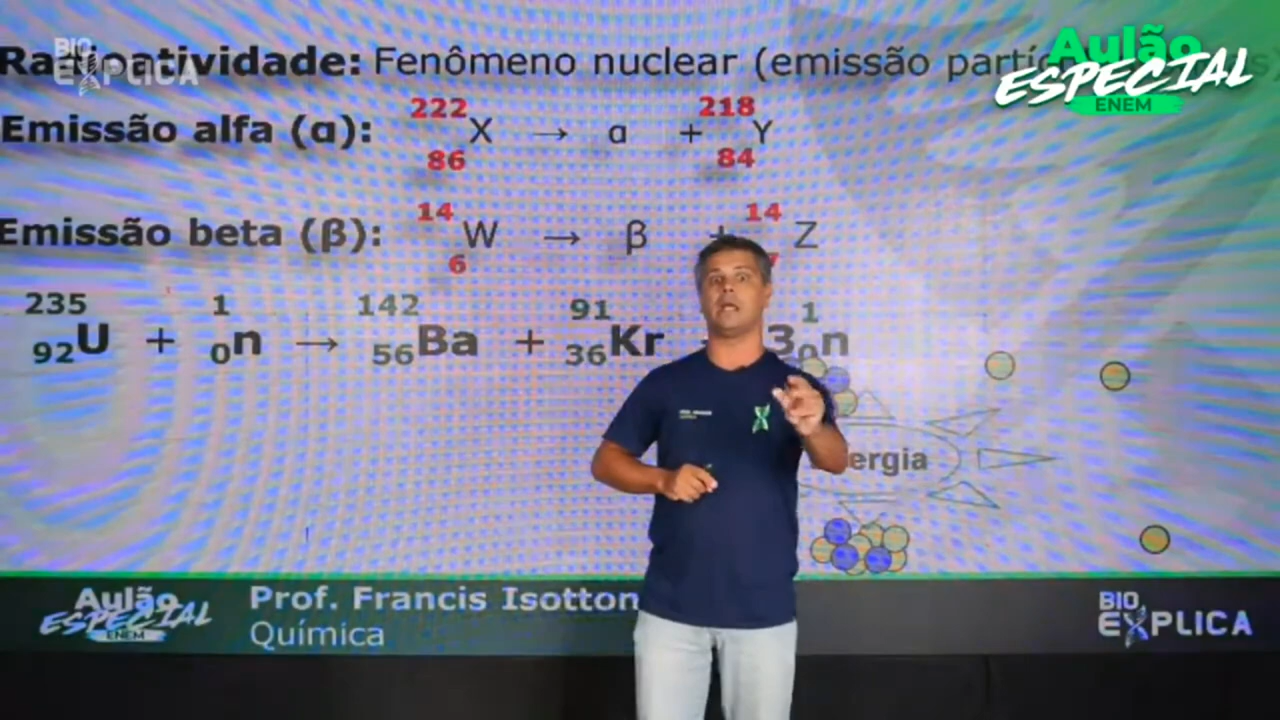 BIO
EXPLICA
Aulão
ESPECIAL
ENEM
Radioatividade: Fenômeno nuclear (emissão
Emissão alfa (α): 222 86 X → α + 218 84 Y
Emissão beta (β): 14 6 W → β + 14 7 Z
235 92 U + 1 0 n → 142 56 Ba + 91 36 Kr 3 1 0 n
ergia
Aulão
ESPECIAL
ENEM
Prof. Francis Isotton
Química
BIO
EXPLICA